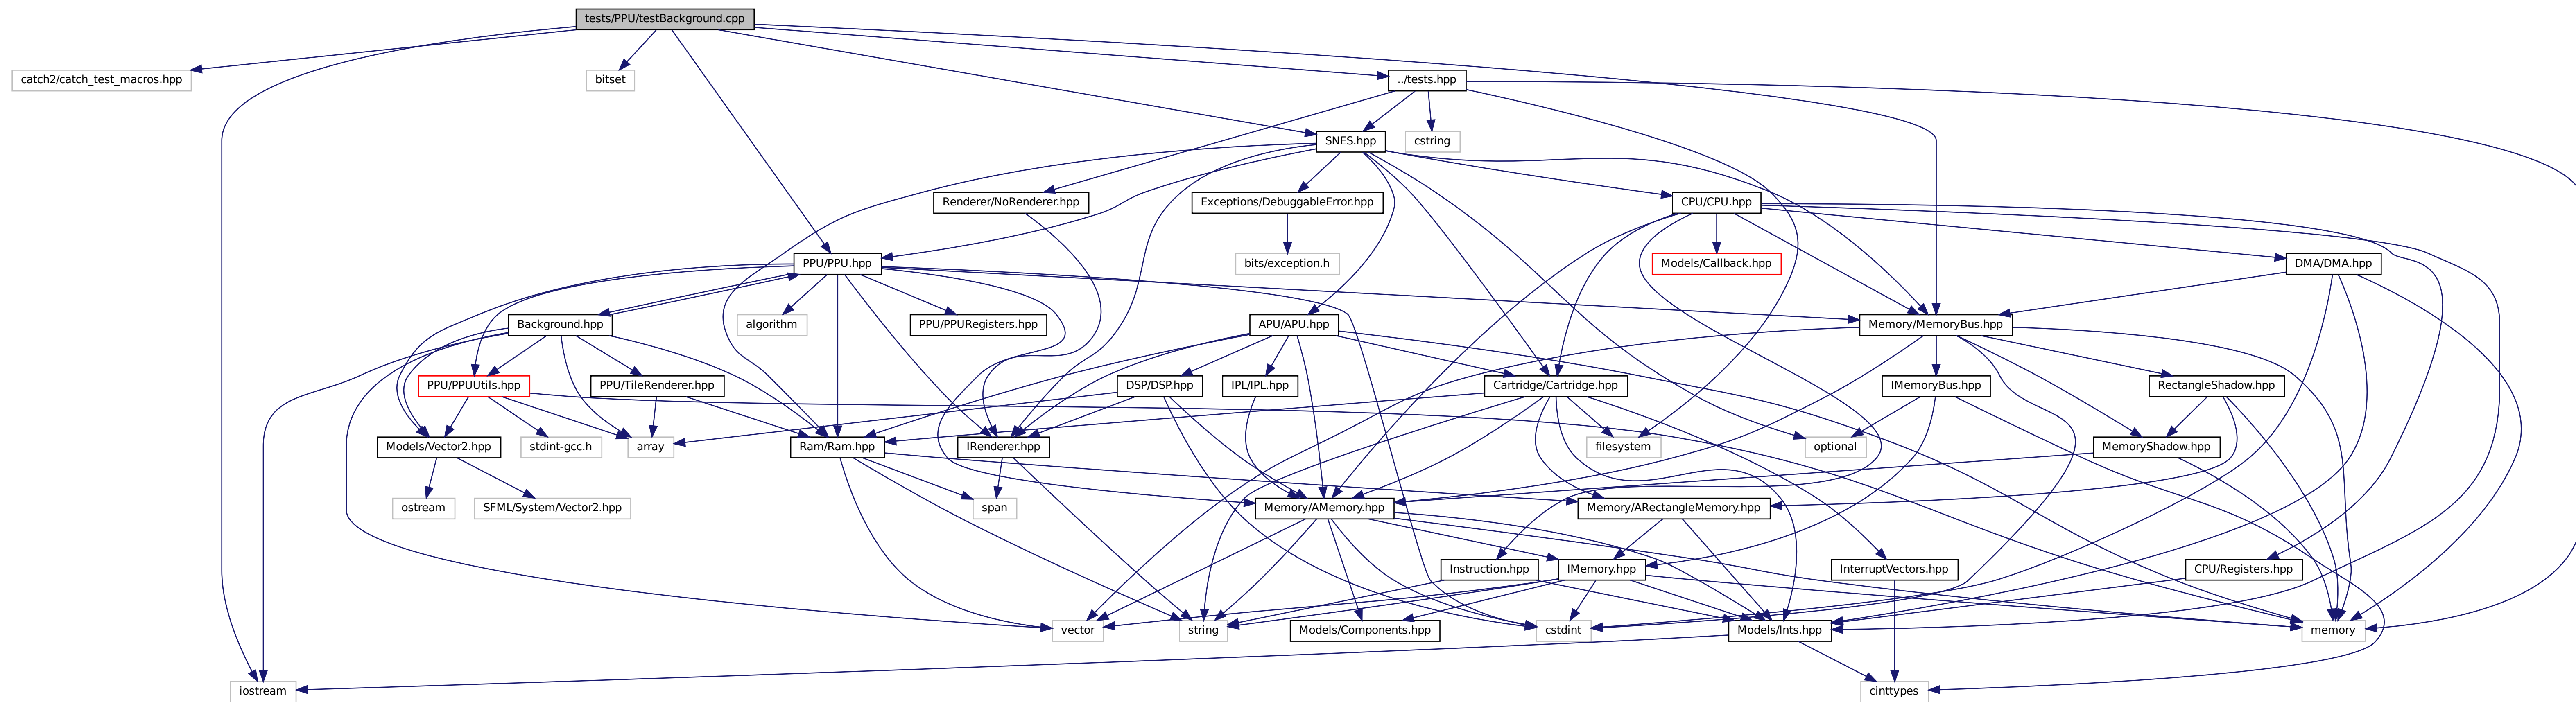 tests/PPU/testBackground.cpp
catch2/catch_test_macros.hpp
bitset
../tests.hpp
SNES.hpp
cstring
Renderer/NoRenderer.hpp
Exceptions/DebuggableError.hpp
CPU/CPU.hpp
PPU/PPU.hpp
bits/exception.h
Models/Callback.hpp
DMA/DMA.hpp
Background.hpp
algorithm
PPU/PPURegisters.hpp
APU/APU.hpp
Memory/MemoryBus.hpp
PPU/PPUUtils.hpp
PPU/TileRenderer.hpp
DSP/DSP.hpp
IPL/IPL.hpp
Cartridge/Cartridge.hpp
IMemoryBus.hpp
RectangleShadow.hpp
Models/Vector2.hpp
stdint-gcc.h
array
Ram/Ram.hpp
IRenderer.hpp
filesystem
optional
MemoryShadow.hpp
ostream
SFML/System/Vector2.hpp
span
Memory/AMemory.hpp
Memory/ARectangleMemory.hpp
Instruction.hpp
IMemory.hpp
InterruptVectors.hpp
CPU/Registers.hpp
vector
string
Models/Components.hpp
cstdint
Models/Ints.hpp
memory
iostream
cinttypes